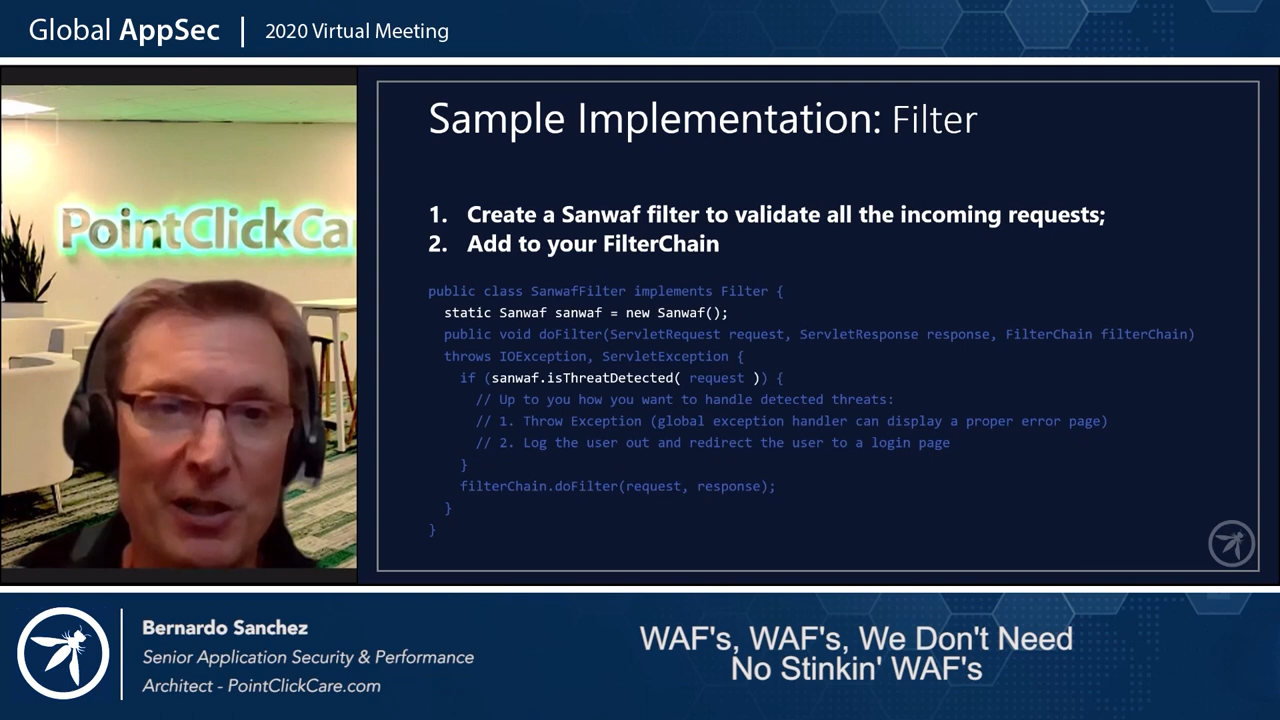 Global AppSec | 2020 Virtual Meeting
PointClickCa
Sample Implementation: Filter
1. Create a Sanwaf filter to validate all the incoming requests;
2. Add to your FilterChain
public class SanwafFilter implements Filter {
static Sanwaf sanwaf = new Sanwaf();
public void doFilter(ServletRequest request, ServletResponse response, FilterChain filterChain)
throws IOException, ServletException {
if (sanwaf.isThreatDetected( request )) {
// Up to you how you want to handle detected threats:
// 1. Throw Exception (global exception handler can display a proper error page)
// 2. Log the user out and redirect the user to a login page
}
filterChain.doFilter(request, response);
}
}
Bernardo Sanchez
Senior Application Security & Performance
Architect - PointClickCare.com
WAF's, WAF's, We Don't Need
No Stinkin' WAF's